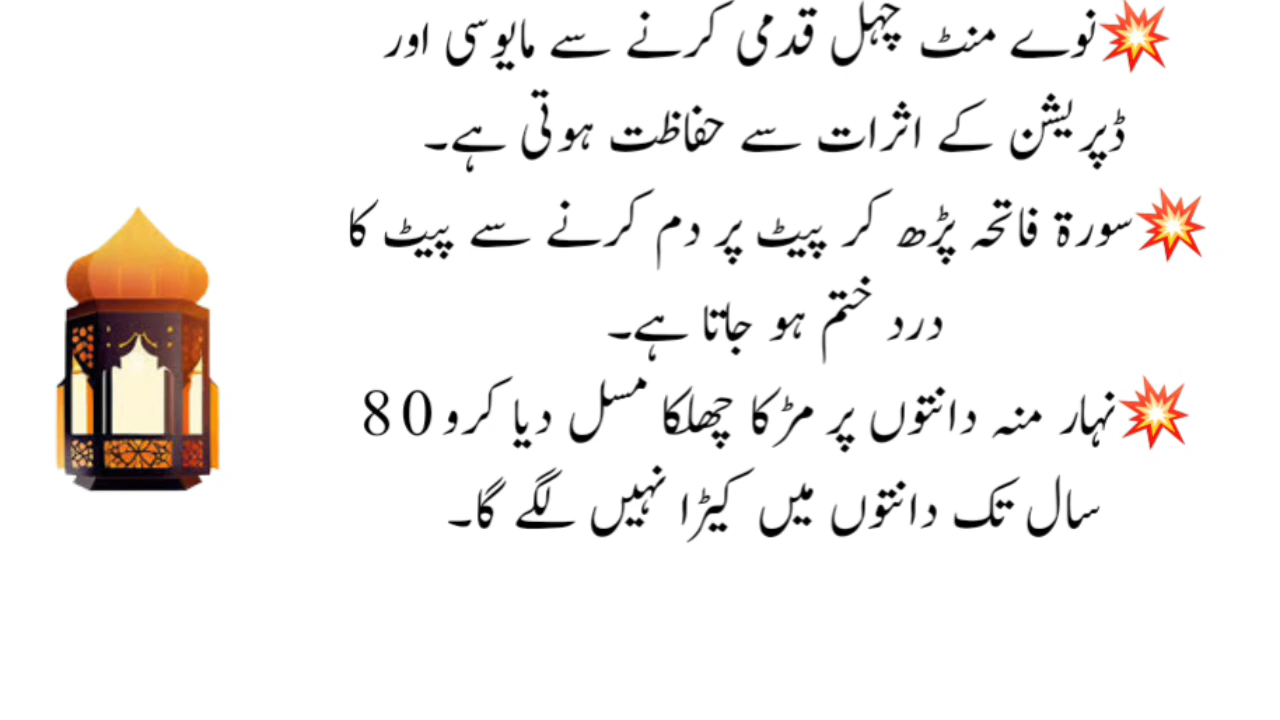 💥نوے منٹ چہل قدمی کرنے سے مایوسی اور
ڈپریشن کے اثرات سے حفاظت ہوتی ہے۔
💥سورۃ فاتحہ پڑھ کر پیٹ پر دم کرنے سے پیٹ کا
درد ختم ہو جاتا ہے۔
💥نہار منہ دانتوں پر مڑکا چھلکا مسل دیا کرو 80
سال تک دانتوں میں کیڑا نہیں لگے گا۔